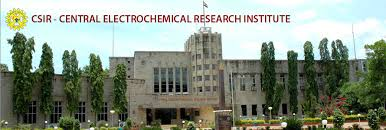 CSIR - CENTRAL ELECTROCHEMICAL RESEARCH INSTITUTE